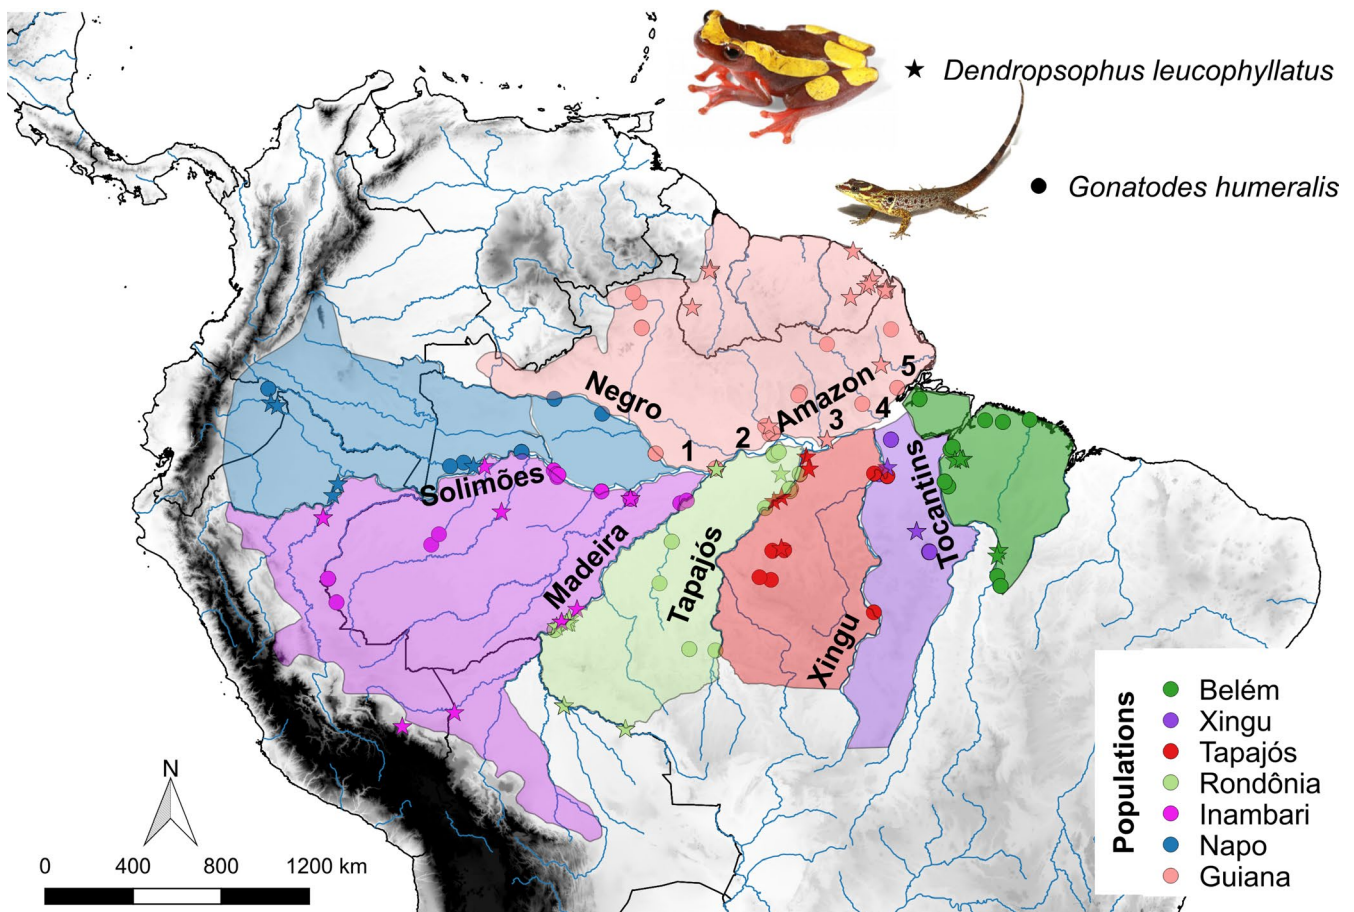 Dendropsophus leucophyllatus
Gonatodes humeralis
Negro
Amazon
5
4
3
2
1
Solimões
Madeira
Tapajós
Xingu
Tocantins
N
0 400 800 1200 km
Populations
Belém
Xingu
Tapajós
Rondônia
Inambari
Napo
Guiana